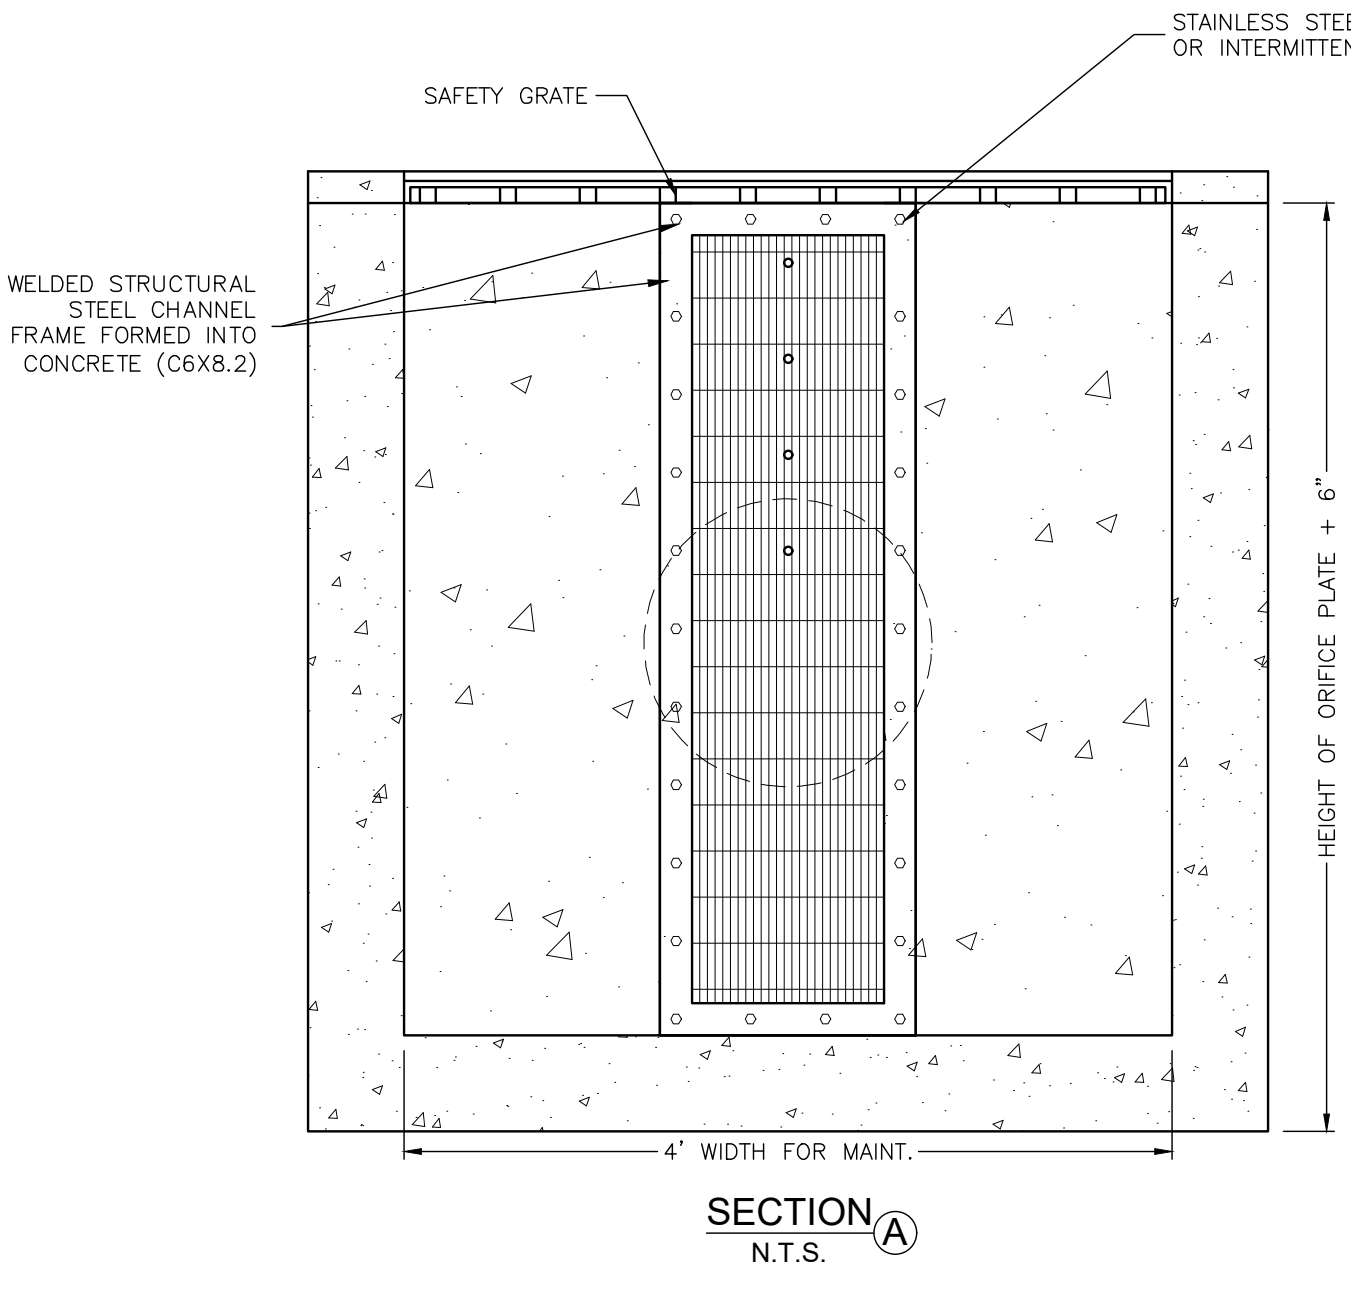 STAINLESS STEE
OR INTERMITTEN
SAFETY GRATE
WELDED STRUCTURAL
STEEL CHANNEL
FRAME FORMED INTO
CONCRETE (C6X8.2)
HEIGHT OF ORIFICE PLATE + 6"
4' WIDTH FOR MAINT.
SECTION A
N.T.S.